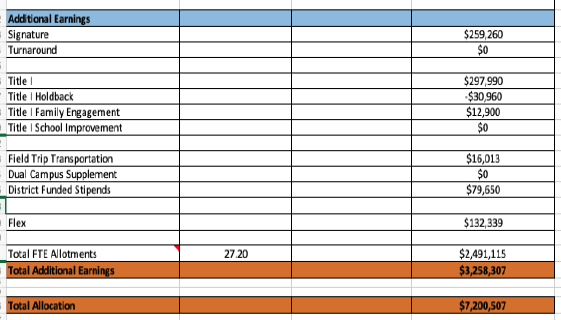 Additional Earnings
Signature $259,260
Turnaround $0
Title I $297,990
Title I Holdback -$30,960
Title I Family Engagement $12,900
Title I School Improvement $0
Field Trip Transportation $16,013
Dual Campus Supplement $0
District Funded Stipends $79,650
Flex $132,339
Total FTE Allotments 27.20 $2,491,115
Total Additional Earnings $3,258,307
Total Allocation $7,200,507